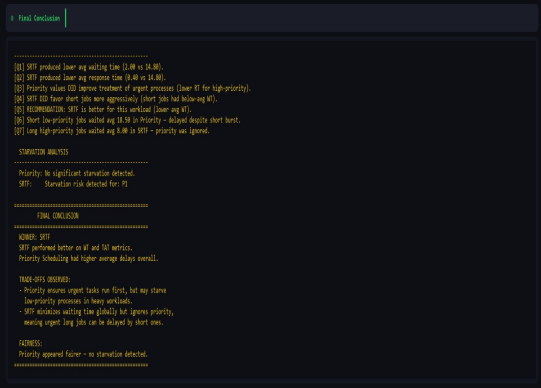 Final Conclusion
--------------------------------------------------
[Q1] SRTF produced lower avg waiting time (2.00 vs 14.80).
[Q2] SRTF produced lower avg response time (0.40 vs 14.80).
[Q3] Priority values DID improve treatment of urgent processes (lower RT for high-priority).
[Q4] SRTF DID favor short jobs more aggressively (short jobs had below-avg WT).
[Q5] RECOMMENDATION: SRTF is better for this workload (lower avg WT).
[Q6] Short low-priority jobs waited avg 18.50 in Priority - delayed despite short burst.
[Q7] Long high-priority jobs waited avg 8.00 in SRTF - priority was ignored.
STARVATION ANALYSIS
--------------------------------------------------
Priority: No significant starvation detected.
SRTF: Starvation risk detected for: P1
==================================================
FINAL CONCLUSION
==================================================
WINNER: SRTF
SRTF performed better on WT and TAT metrics.
Priority Scheduling had higher average delays overall.
TRADE-OFFS OBSERVED:
- Priority ensures urgent tasks run first, but may starve
low-priority processes in heavy workloads.
- SRTF minimizes waiting time globally but ignores priority,
meaning urgent long jobs can be delayed by short ones.
FAIRNESS:
Priority appeared fairer - no starvation detected.
==================================================